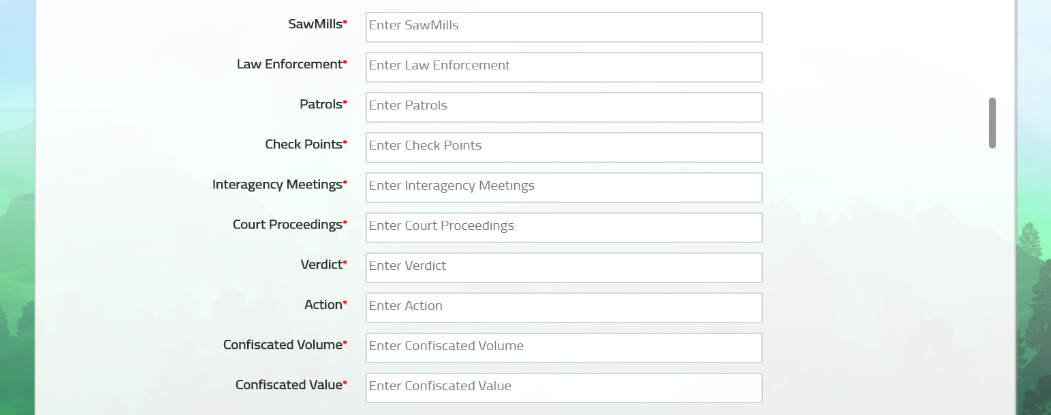 SawMills* Enter SawMills
Law Enforcement* Enter Law Enforcement
Patrols* Enter Patrols
Check Points* Enter Check Points
Interagency Meetings* Enter Interagency Meetings
Court Proceedings* Enter Court Proceedings
Verdict* Enter Verdict
Action* Enter Action
Confiscated Volume* Enter Confiscated Volume
Confiscated Value* Enter Confiscated Value